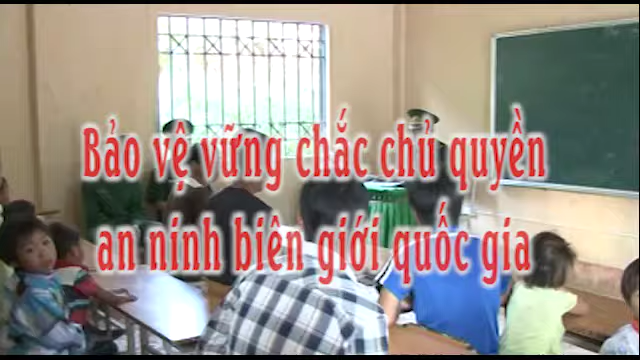 Bảo vệ vững chắc chủ quyền
an ninh biên giới quốc gia